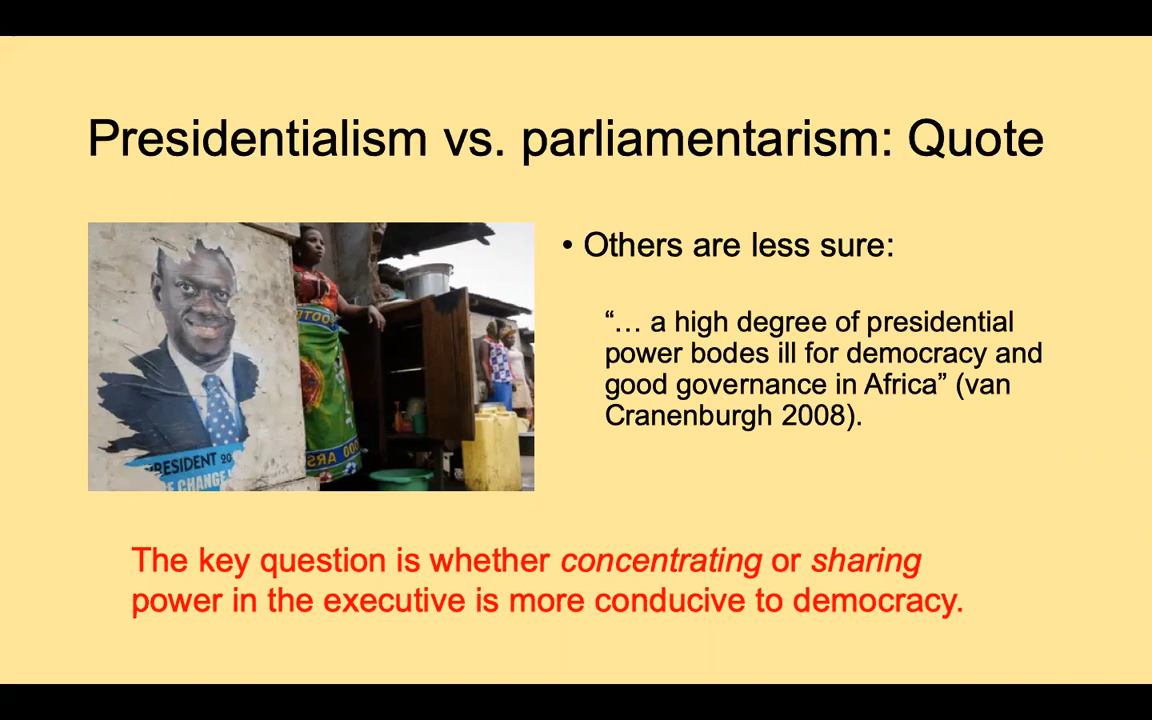 Presidentialism vs. parliamentarism: Quote
• Others are less sure:
“… a high degree of presidential
power bodes ill for democracy and
good governance in Africa” (van
Cranenburgh 2008).
PRESIDENT 20
CHANGE
The key question is whether concentrating or sharing
power in the executive is more conducive to democracy.